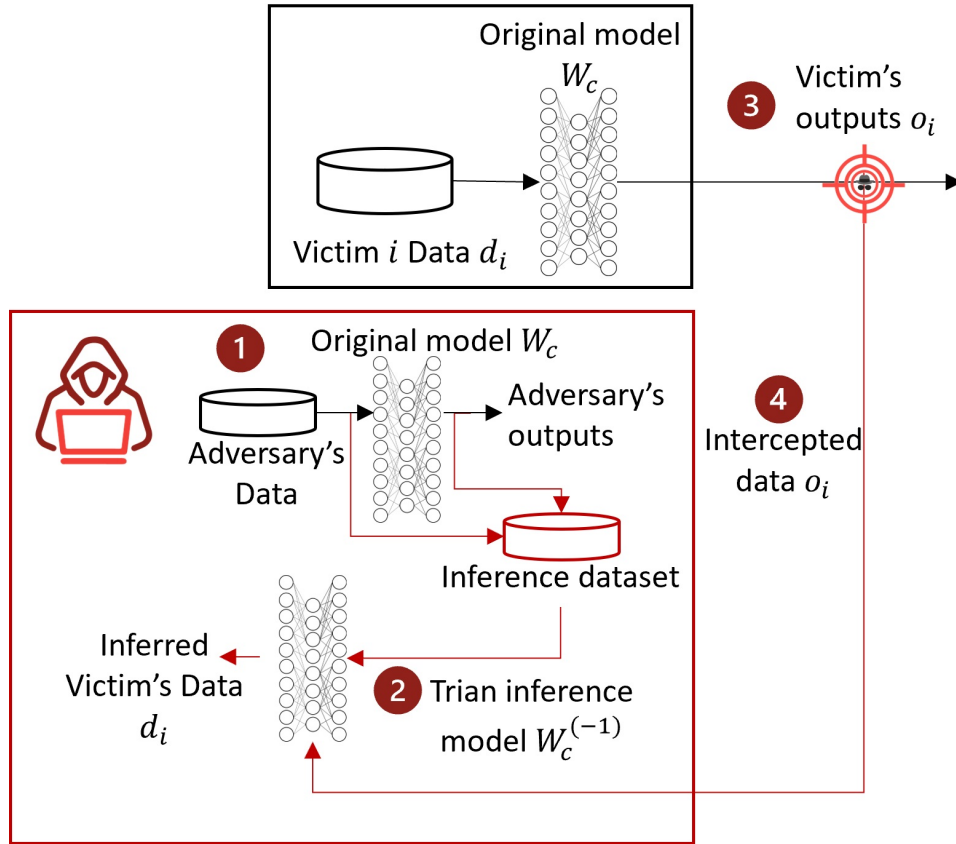 Original model
W_c
3
Victim's
outputs o_i
Victim i Data d_i
1
Original model W_c
Adversary's
outputs
4
Adversary's
Data
Intercepted
data o_i
Inference dataset
Inferred
Victim's Data
d_i
2
Trian inference
model W_c^(-1)